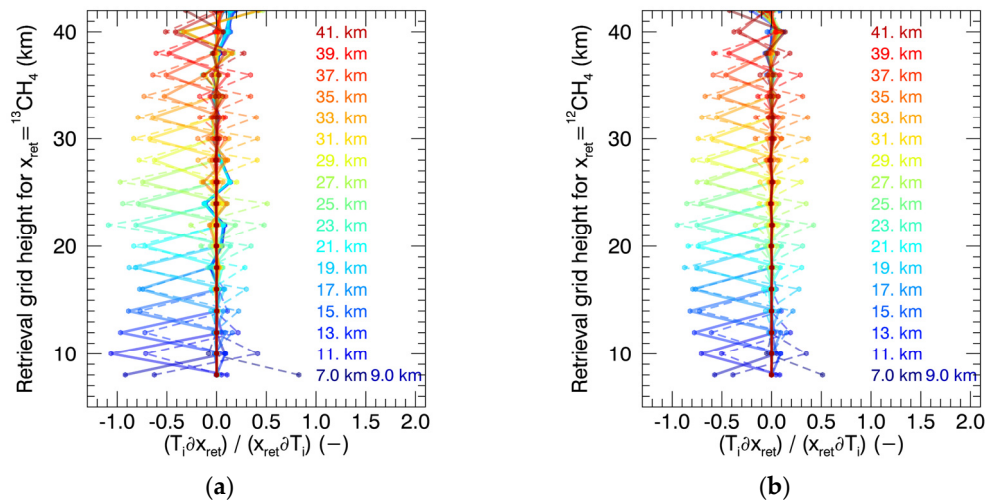 Retrieval grid height for x_ret= ¹³CH₄ (km)
40
30
20
10
41. km
39. km
37. km
35. km
33. km
31. km
29. km
27. km
25. km
23. km
21. km
19. km
17. km
15. km
13. km
11. km
7.0 km 9.0 km
-1.0 -0.5 0.0 0.5 1.0 1.5 2.0
(Tᵢ∂x_ret) / (x_ret∂Tᵢ) (−)
(a)
Retrieval grid height for x_ret= ¹²CH₄ (km)
40
30
20
10
41. km
39. km
37. km
35. km
33. km
31. km
29. km
27. km
25. km
23. km
21. km
19. km
17. km
15. km
13. km
11. km
7.0 km 9.0 km
-1.0 -0.5 0.0 0.5 1.0 1.5 2.0
(Tᵢ∂x_ret) / (x_ret∂Tᵢ) (−)
(b)